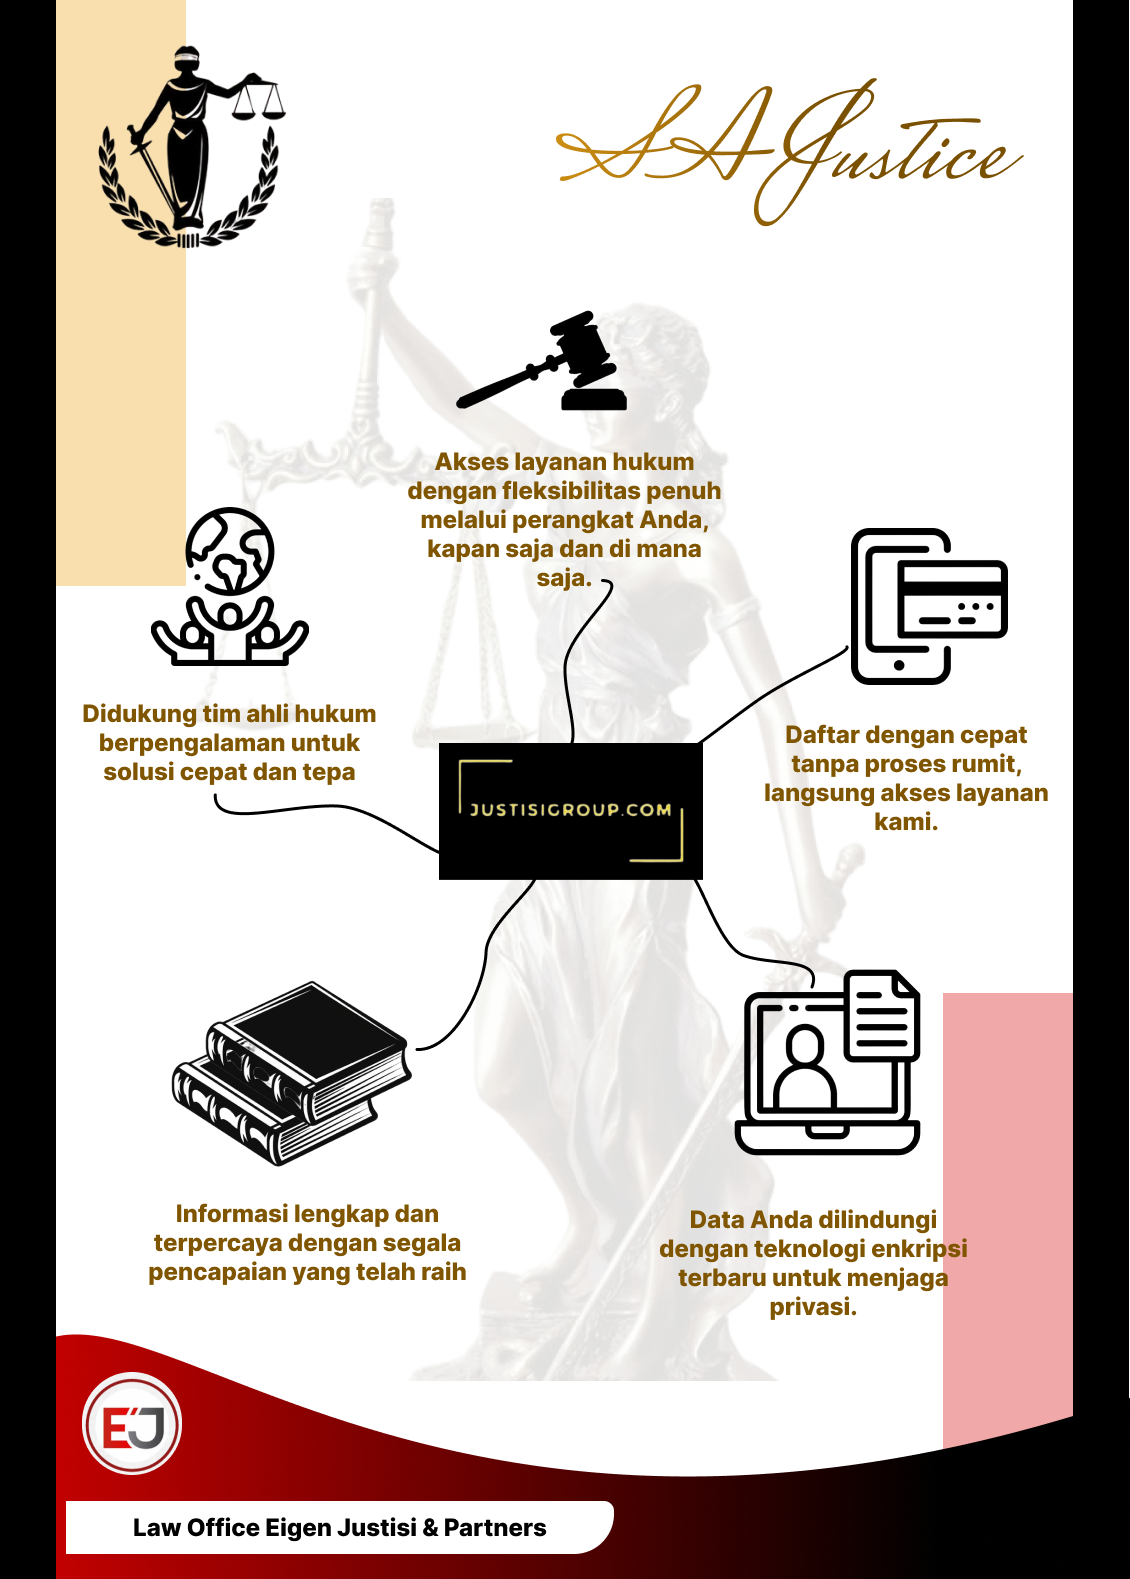 SA Justice
Akses layanan hukum
dengan fleksibilitas penuh
melalui perangkat Anda,
kapan saja dan di mana
saja.
Didukung tim ahli hukum
berpengalaman untuk
solusi cepat dan tepa
Daftar dengan cepat
tanpa proses rumit,
langsung akses layanan
kami.
JUSTISIGROUP.COM
Informasi lengkap dan
terpercaya dengan segala
pencapaian yang telah raih
Data Anda dilindungi
dengan teknologi enkripsi
terbaru untuk menjaga
privasi.
EJ
Law Office Eigen Justisi & Partners